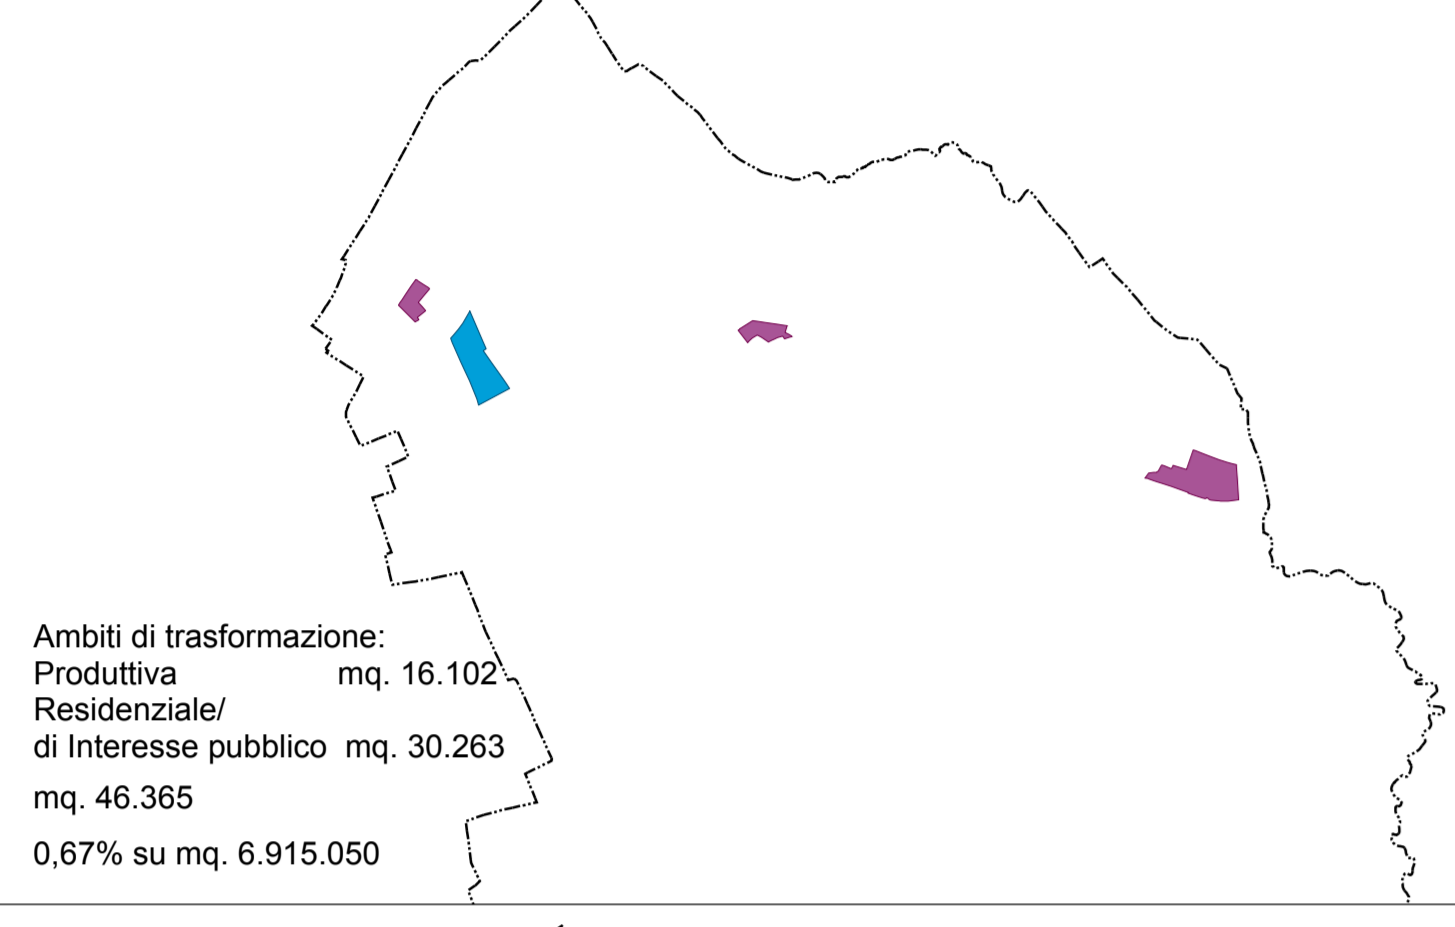 Ambiti di trasformazione:
Produttiva mq. 16.102
Residenziale/
di Interesse pubblico mq. 30.263
mq. 46.365
0,67% su mq. 6.915.050